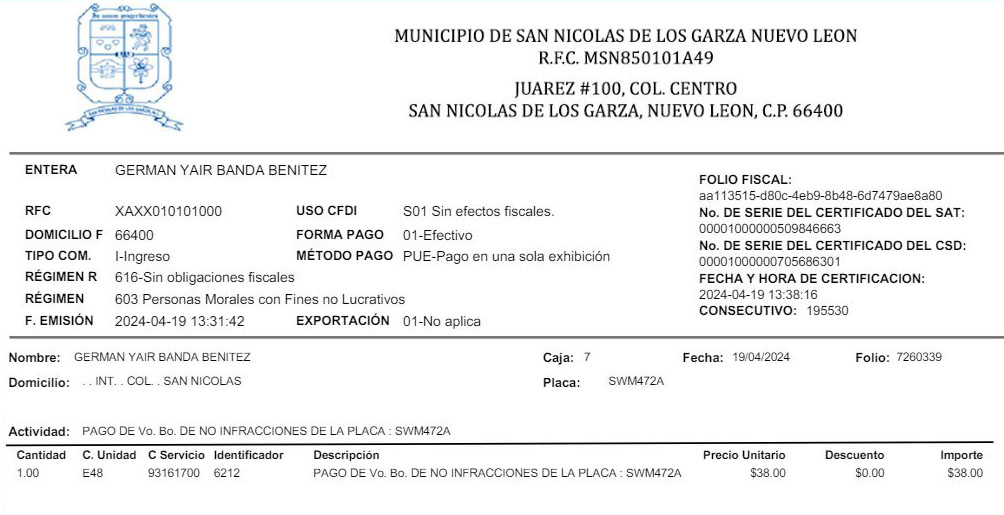 MUNICIPIO DE SAN NICOLAS DE LOS GARZA NUEVO LEON
R.F.C. MSN850101A49
JUAREZ #100, COL. CENTRO
SAN NICOLAS DE LOS GARZA, NUEVO LEON, C.P. 66400
ENTERA GERMAN YAIR BANDA BENITEZ
RFC XAXX010101000 USO CFDI S01 Sin efectos fiscales.
DOMICILIO F 66400 FORMA PAGO 01-Efectivo
TIPO COM. I-Ingreso MÉTODO PAGO PUE-Pago en una sola exhibición
RÉGIMEN R 616-Sin obligaciones fiscales
RÉGIMEN 603 Personas Morales con Fines no Lucrativos
F. EMISIÓN 2024-04-19 13:31:42 EXPORTACIÓN 01-No aplica
FOLIO FISCAL:
aa113515-d80c-4eb9-8b48-6d7479ae8a80
No. DE SERIE DEL CERTIFICADO DEL SAT:
00001000000509846663
No. DE SERIE DEL CERTIFICADO DEL CSD:
00001000000705686301
FECHA Y HORA DE CERTIFICACION:
2024-04-19 13:38:16
CONSECUTIVO: 195530
Nombre: GERMAN YAIR BANDA BENITEZ Caja: 7 Fecha: 19/04/2024 Folio: 7260339
Domicilio: . . INT. . COL. . SAN NICOLAS Placa: SWM472A
Actividad: PAGO DE Vo. Bo. DE NO INFRACCIONES DE LA PLACA : SWM472A
Cantidad C. Unidad C Servicio Identificador Descripción Precio Unitario Descuento Importe
1.00 E48 93161700 6212 PAGO DE Vo. Bo. DE NO INFRACCIONES DE LA PLACA : SWM472A $38.00 $0.00 $38.00